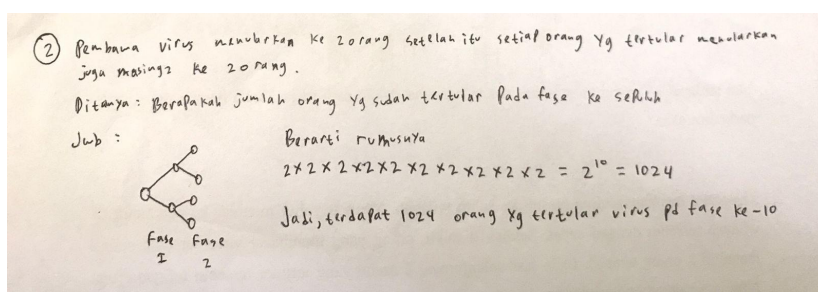 2 Pembawa virus menularkan ke 2 orang setelah itu setiap orang yg tertular menularkan
juga masing2 ke 2 orang.
Ditanya : Berapakah jumlah orang yg sudah tertular pada fase ke sepuluh
Jwb :
Berarti rumusnya
2 x 2 x 2 x 2 x 2 x 2 x 2 x 2 x 2 x 2 = 2¹⁰ = 1024
Jadi, terdapat 1024 orang yg tertular virus pd fase ke-10
Fase Fase
I 2